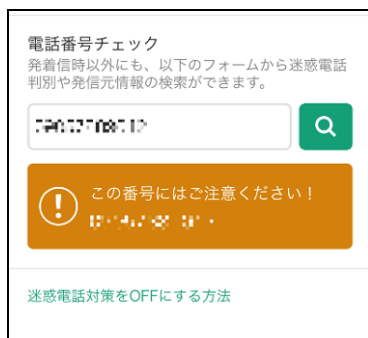 電話番号チェック
発着信時以外にも、以下のフォームから迷惑電話
判別や発信元情報の検索ができます。
この番号にはご注意ください！
迷惑電話対策をOFFにする方法